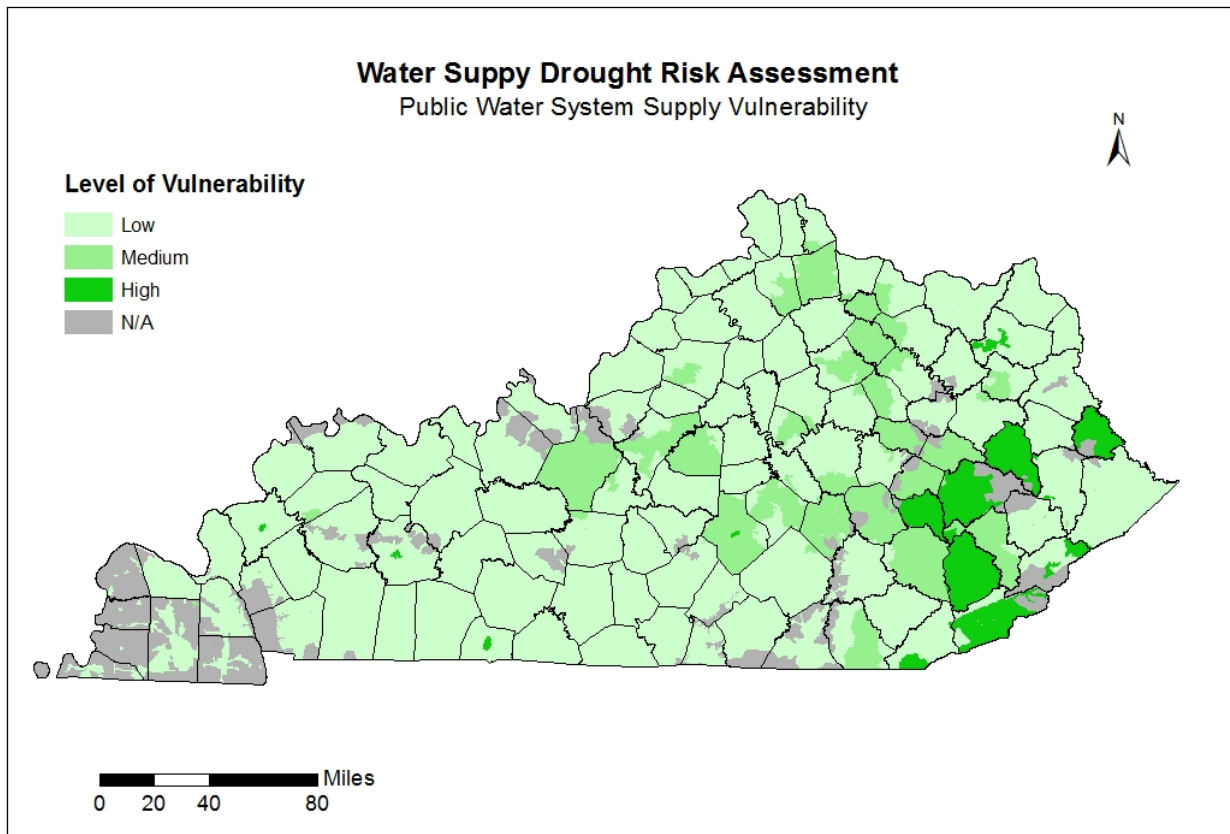 Water Suppy Drought Risk Assessment
Public Water System Supply Vulnerability
N
Level of Vulnerability
Low
Medium
High
N/A
Miles
0 20 40 80